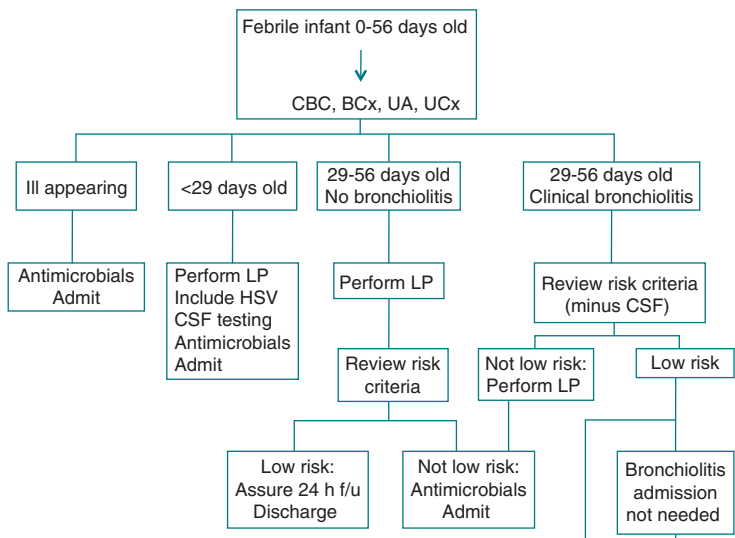 Febrile infant 0-56 days old
CBC, BCx, UA, UCx
Ill appearing
<29 days old
29-56 days old
No bronchiolitis
29-56 days old
Clinical bronchiolitis
Antimicrobials
Admit
Perform LP
Include HSV
CSF testing
Antimicrobials
Admit
Perform LP
Review risk criteria
(minus CSF)
Review risk
criteria
Not low risk:
Perform LP
Low risk
Low risk:
Assure 24 h f/u
Discharge
Not low risk:
Antimicrobials
Admit
Bronchiolitis
admission
not needed